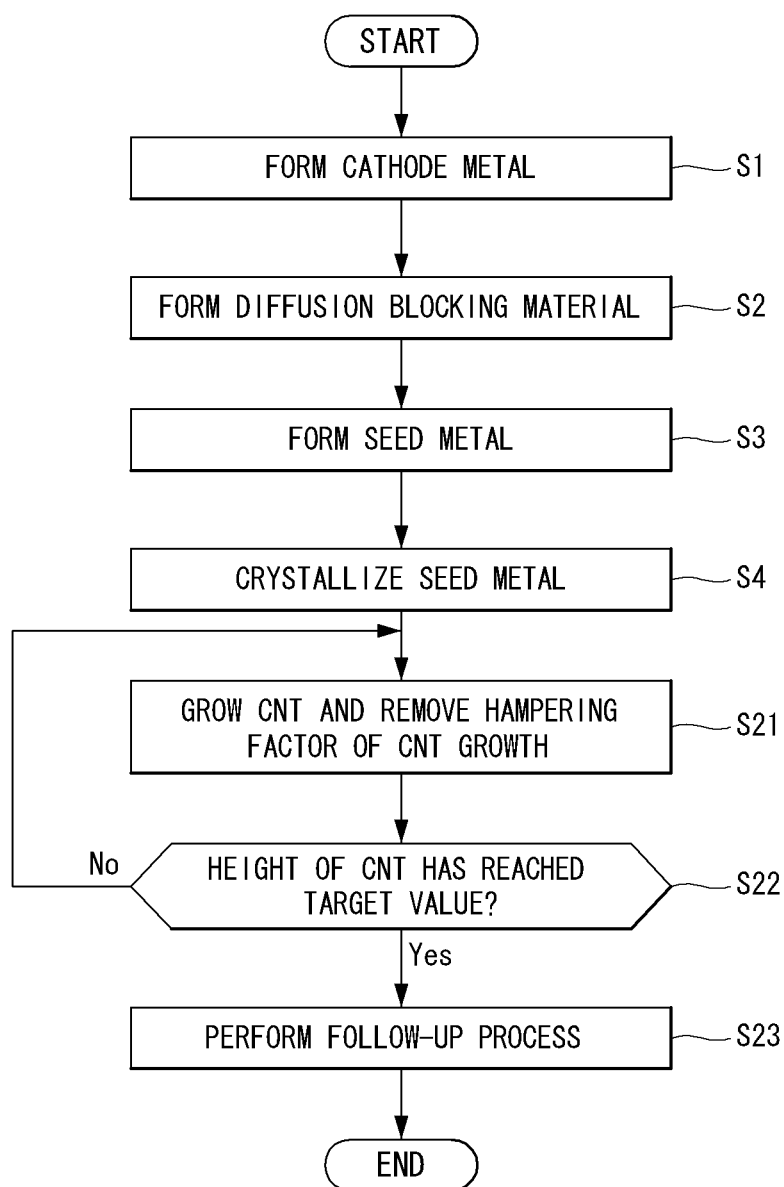 START
FORM CATHODE METAL
S1
FORM DIFFUSION BLOCKING MATERIAL
S2
FORM SEED METAL
S3
CRYSTALLIZE SEED METAL
S4
GROW CNT AND REMOVE HAMPERING
FACTOR OF CNT GROWTH
S21
No
HEIGHT OF CNT HAS REACHED
TARGET VALUE?
S22
Yes
PERFORM FOLLOW-UP PROCESS
S23
END